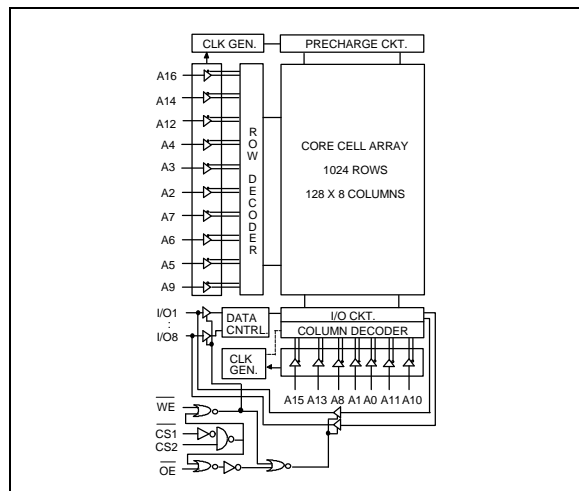 CLK GEN.
PRECHARGE CKT.
A16
A14
A12
A4
A3
A2
A7
A6
A5
A9
ROW DECODER
CORE CELL ARRAY
1024 ROWS
128 X 8 COLUMNS
I/O1
:
I/O8
DATA
CNTRL.
I/O CKT.
COLUMN DECODER
CLK
GEN.
A15 A13 A8 A1 A0 A11 A10
WE
CS1
CS2
OE